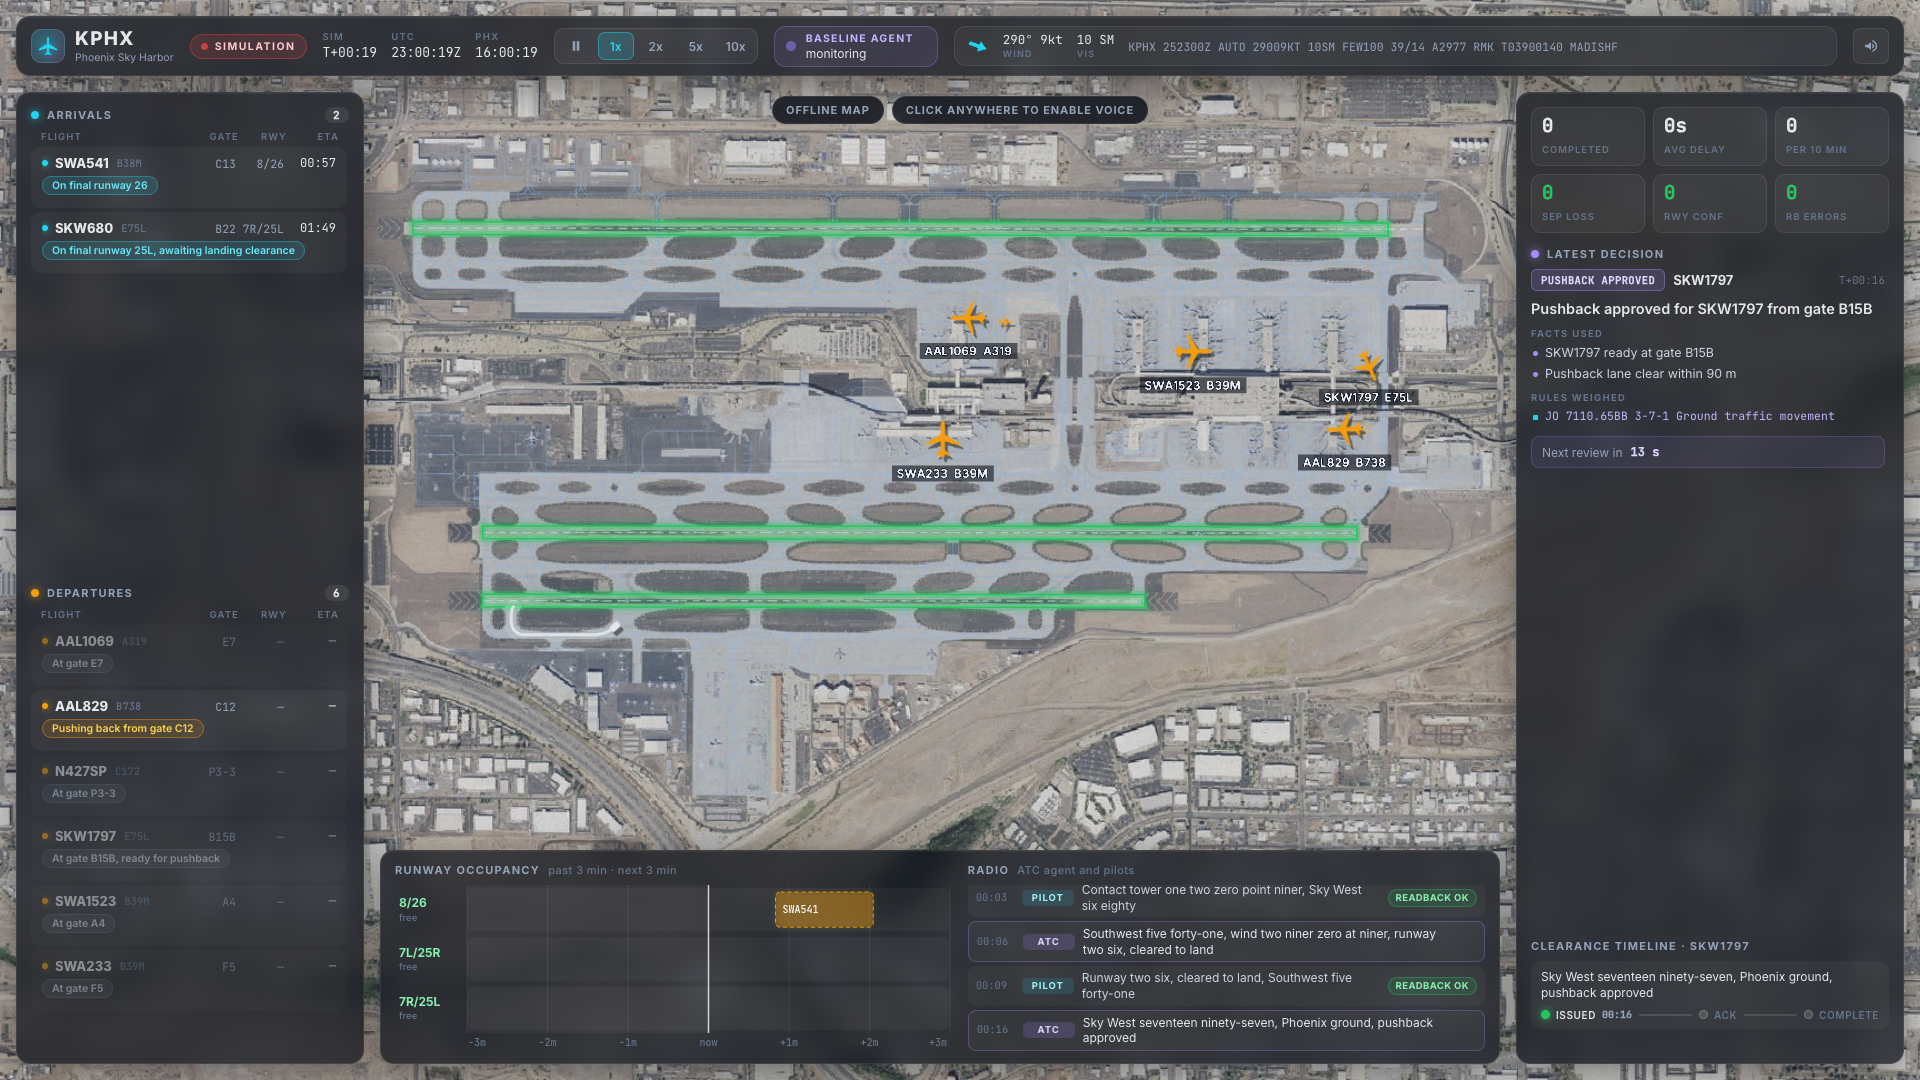 KPHX
Phoenix Sky Harbor
SIMULATION
SIM
T+00:19
UTC
23:00:19Z
PHX
16:00:19
1x
2x
5x
10x
BASELINE AGENT
monitoring
290° 9kt
WIND
10 SM
VIS
KPHX 252300Z AUTO 29009KT 10SM FEW100 39/14 A2977 RMK T03900140 MADISHF
OFFLINE MAP
CLICK ANYWHERE TO ENABLE VOICE
ARRIVALS
2
FLIGHT GATE RWY ETA
SWA541 B38M C13 8/26 00:57
On final runway 26
SKW680 E75L B22 7R/25L 01:49
On final runway 25L, awaiting landing clearance
DEPARTURES
6
FLIGHT GATE RWY ETA
AAL1069 A319 E7 — —
At gate E7
AAL829 B738 C12 — —
Pushing back from gate C12
N427SP C172 P3-3 — —
At gate P3-3
SKW1797 E75L B15B — —
At gate B15B, ready for pushback
SWA1523 B39M A4 — —
At gate A4
SWA233 B39M F5 — —
At gate F5
AAL1069 A319
SWA1523 B39M
SKW1797 E75L
AAL829 B738
SWA233 B39M
RUNWAY OCCUPANCY past 3 min · next 3 min
8/26
free
SWA541
7L/25R
free
7R/25L
free
-3m -2m -1m now +1m +2m +3m
RADIO ATC agent and pilots
00:03 PILOT Contact tower one two zero point niner, Sky West
six eighty
READBACK OK
00:06 ATC Southwest five forty-one, wind two niner zero at niner, runway
two six, cleared to land
00:09 PILOT Runway two six, cleared to land, Southwest five
forty-one
READBACK OK
00:16 ATC Sky West seventeen ninety-seven, Phoenix ground, pushback
approved
0
COMPLETED
0s
AVG DELAY
0
PER 10 MIN
0
SEP LOSS
0
RWY CONF
0
RB ERRORS
LATEST DECISION
PUSHBACK APPROVED SKW1797 T+00:16
Pushback approved for SKW1797 from gate B15B
FACTS USED
SKW1797 ready at gate B15B
Pushback lane clear within 90 m
RULES WEIGHED
JO 7110.65BB 3-7-1 Ground traffic movement
Next review in 13 s
CLEARANCE TIMELINE · SKW1797
Sky West seventeen ninety-seven, Phoenix ground,
pushback approved
ISSUED 00:16 ACK COMPLETE